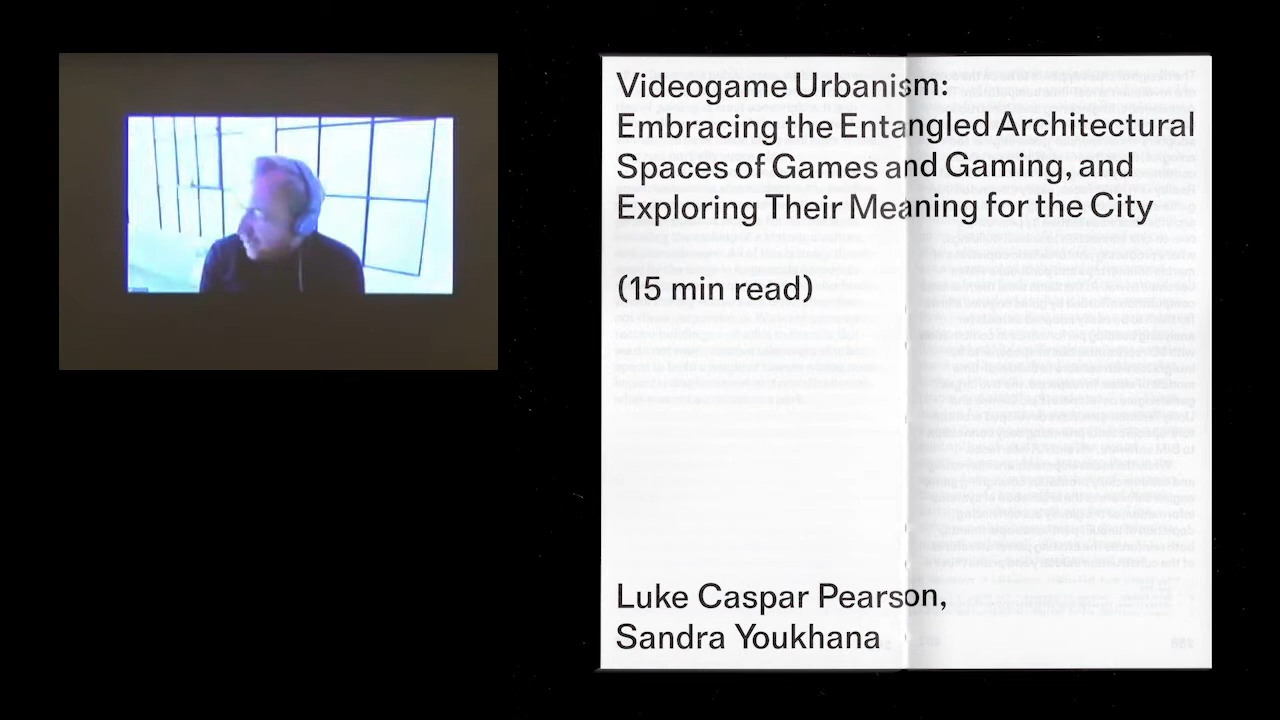 Videogame Urbanism:
Embracing the Entangled Architectural
Spaces of Games and Gaming, and
Exploring Their Meaning for the City
(15 min read)
Luke Caspar Pearson,
Sandra Youkhana